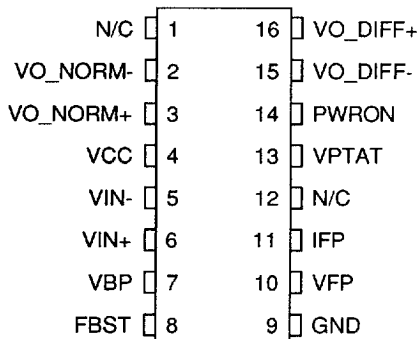 N/C 1 16 VO_DIFF+
VO_NORM- 2 15 VO_DIFF-
VO_NORM+ 3 14 PWRON
VCC 4 13 VPTAT
VIN- 5 12 N/C
VIN+ 6 11 IFP
VBP 7 10 VFP
FBST 8 9 GND